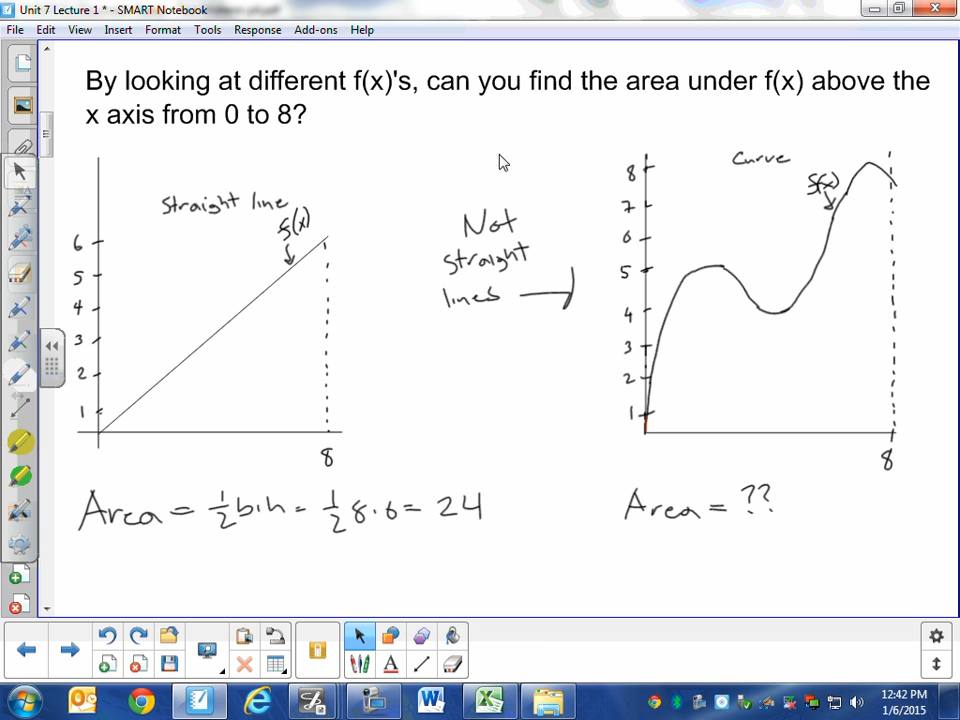 Unit 7 Lecture 1 * - SMART Notebook
File Edit View Insert Format Tools Response Add-ons Help
By looking at different f(x)'s, can you find the area under f(x) above the
x axis from 0 to 8?
Straight line
f(x)
6
5
4
3
2
1
8
Area = 1/2 b·h = 1/2 8·6 = 24
Not
straight
lines
Curve
f(x)
8
7
6
5
4
3
2
1
8
Area = ??
12:42 PM
1/6/2015